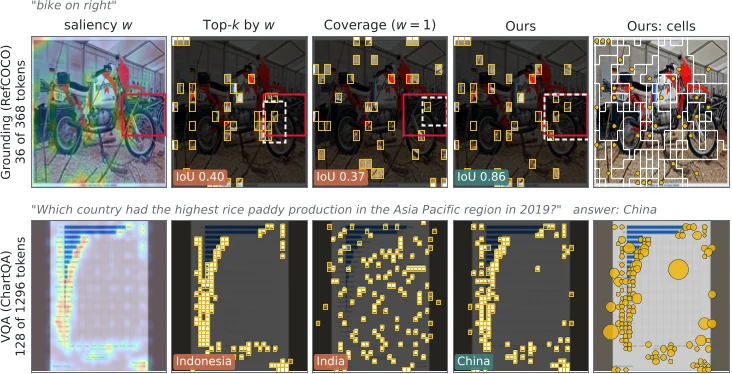 "bike on right"
saliency w
Top-k by w
Coverage (w = 1)
Ours
Ours: cells
Grounding (RefCOCO)
36 of 368 tokens
IoU 0.40
IoU 0.37
IoU 0.86
"Which country had the highest rice paddy production in the Asia Pacific region in 2019?" answer: China
VQA (ChartQA)
128 of 1296 tokens
Indonesia
India
China